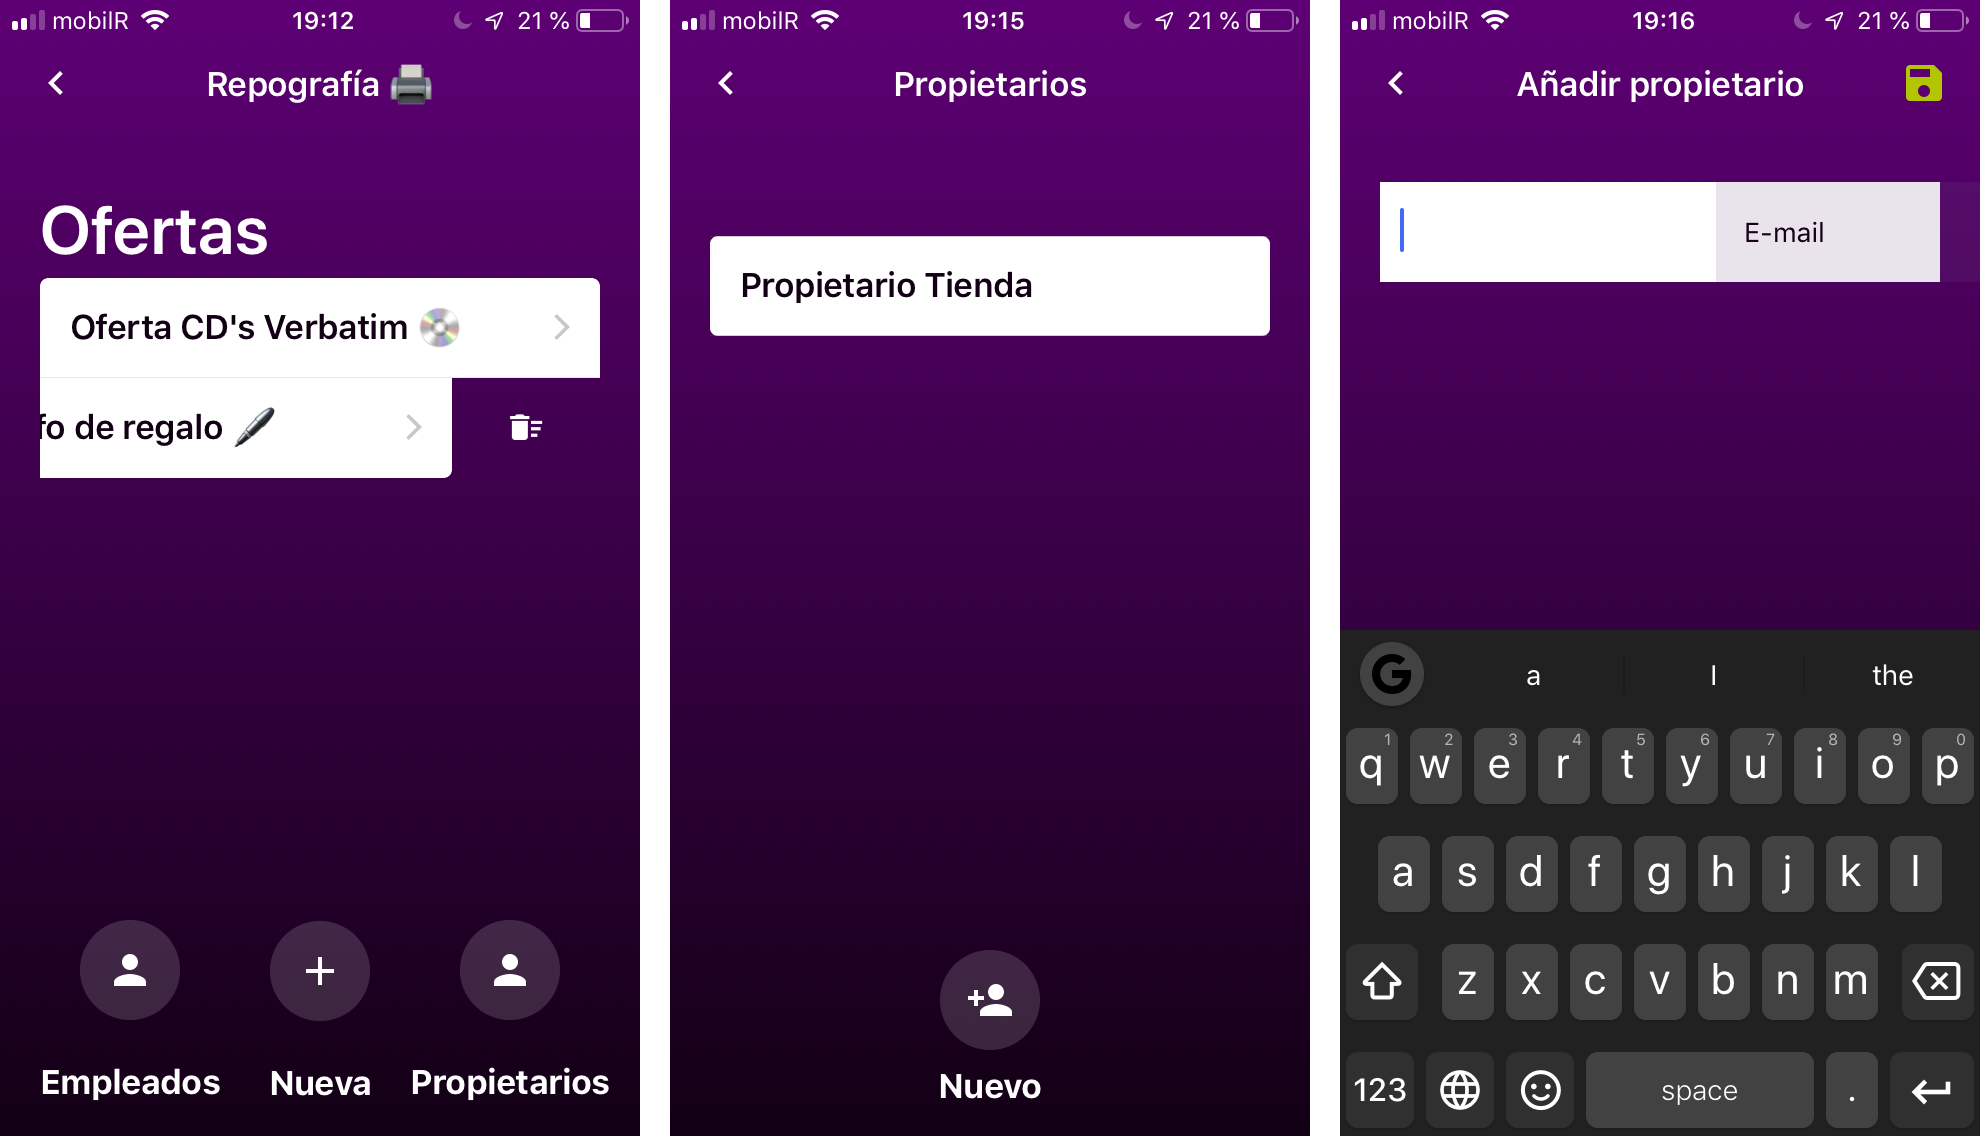 mobilR 19:12 21 %
Repografía
Ofertas
Oferta CD's Verbatim
fo de regalo
Empleados Nueva Propietarios
mobilR 19:15 21 %
Propietarios
Propietario Tienda
Nuevo
mobilR 19:16 21 %
Añadir propietario
E-mail
G a I the
1 2 3 4 5 6 7 8 9 0
q w e r t y u i o p
a s d f g h j k l
z x c v b n m
123 space .